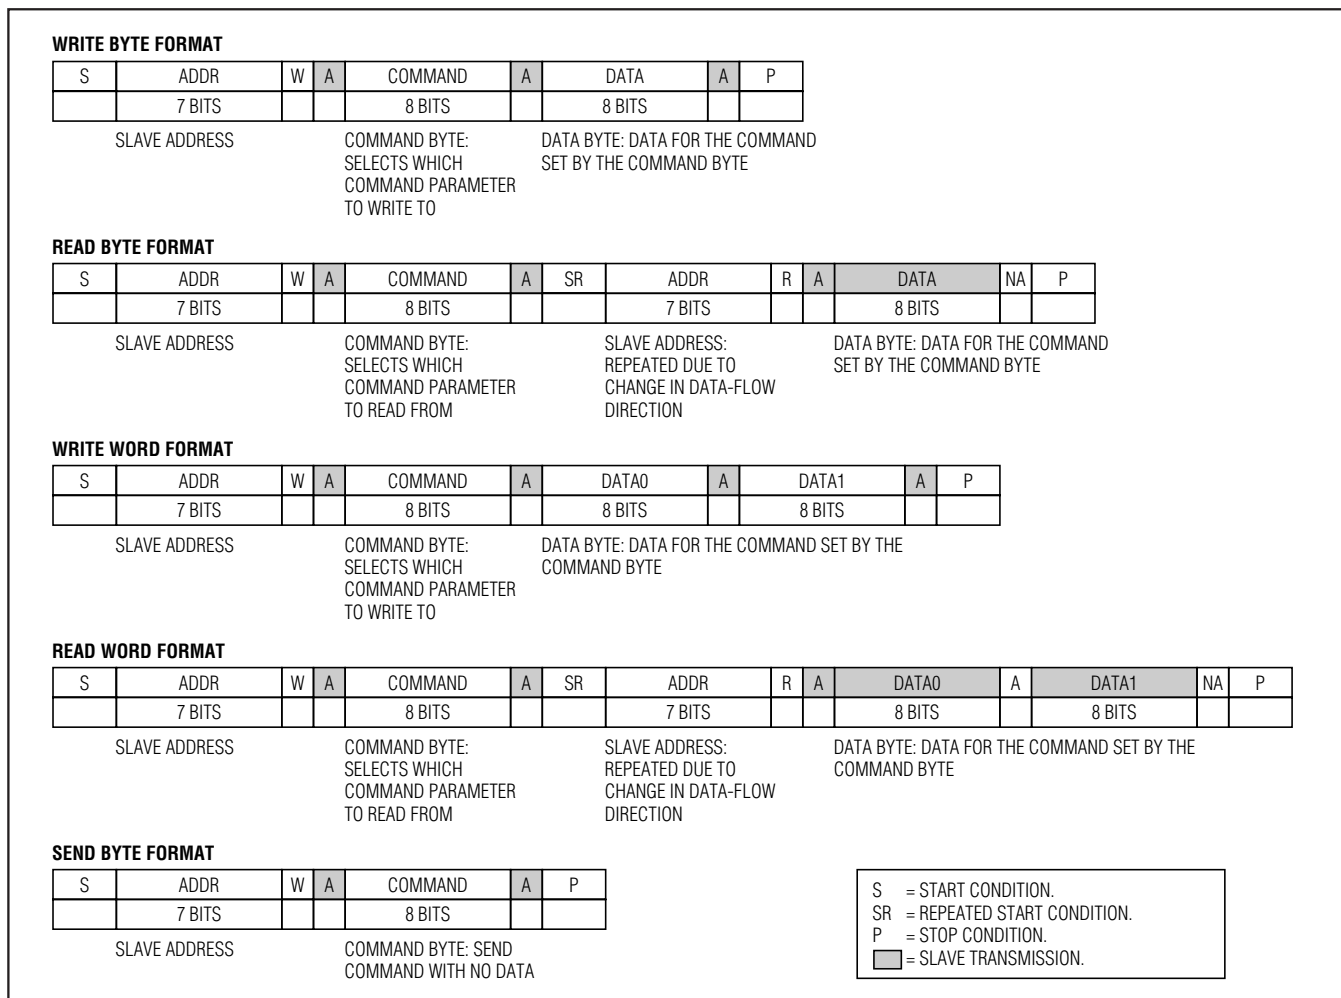 WRITE BYTE FORMAT
S ADDR W A COMMAND A DATA A P
7 BITS 8 BITS 8 BITS
SLAVE ADDRESS COMMAND BYTE: DATA BYTE: DATA FOR THE COMMAND
SELECTS WHICH SET BY THE COMMAND BYTE
COMMAND PARAMETER
TO WRITE TO
READ BYTE FORMAT
S ADDR W A COMMAND A SR ADDR R A DATA NA P
7 BITS 8 BITS 7 BITS 8 BITS
SLAVE ADDRESS COMMAND BYTE: SLAVE ADDRESS: DATA BYTE: DATA FOR THE COMMAND
SELECTS WHICH REPEATED DUE TO SET BY THE COMMAND BYTE
COMMAND PARAMETER CHANGE IN DATA-FLOW
TO READ FROM DIRECTION
WRITE WORD FORMAT
S ADDR W A COMMAND A DATA0 A DATA1 A P
7 BITS 8 BITS 8 BITS 8 BITS
SLAVE ADDRESS COMMAND BYTE: DATA BYTE: DATA FOR THE COMMAND SET BY THE
SELECTS WHICH COMMAND BYTE
COMMAND PARAMETER
TO WRITE TO
READ WORD FORMAT
S ADDR W A COMMAND A SR ADDR R A DATA0 A DATA1 NA P
7 BITS 8 BITS 7 BITS 8 BITS 8 BITS
SLAVE ADDRESS COMMAND BYTE: SLAVE ADDRESS: DATA BYTE: DATA FOR THE COMMAND SET BY THE
SELECTS WHICH REPEATED DUE TO COMMAND BYTE
COMMAND PARAMETER CHANGE IN DATA-FLOW
TO READ FROM DIRECTION
SEND BYTE FORMAT
S ADDR W A COMMAND A P
7 BITS 8 BITS
SLAVE ADDRESS COMMAND BYTE: SEND
COMMAND WITH NO DATA
S = START CONDITION.
SR = REPEATED START CONDITION.
P = STOP CONDITION.
= SLAVE TRANSMISSION.